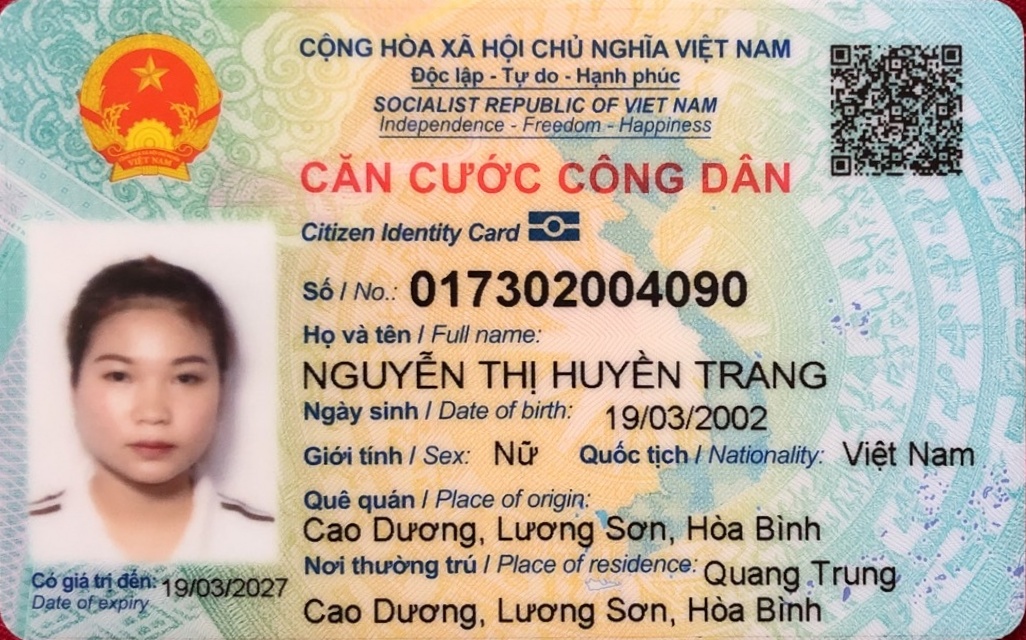 CỘNG HÒA XÃ HỘI CHỦ NGHĨA VIỆT NAM
Độc lập - Tự do - Hạnh phúc
SOCIALIST REPUBLIC OF VIET NAM
Independence - Freedom - Happiness
CĂN CƯỚC CÔNG DÂN
Citizen Identity Card
Số / No.: 017302004090
Họ và tên / Full name:
NGUYỄN THỊ HUYỀN TRANG
Ngày sinh / Date of birth: 19/03/2002
Giới tính / Sex: Nữ Quốc tịch / Nationality: Việt Nam
Quê quán / Place of origin:
Cao Dương, Lương Sơn, Hòa Bình
Nơi thường trú / Place of residence: Quang Trung
Cao Dương, Lương Sơn, Hòa Bình
Có giá trị đến: 19/03/2027
Date of expiry
VIỆT NAM